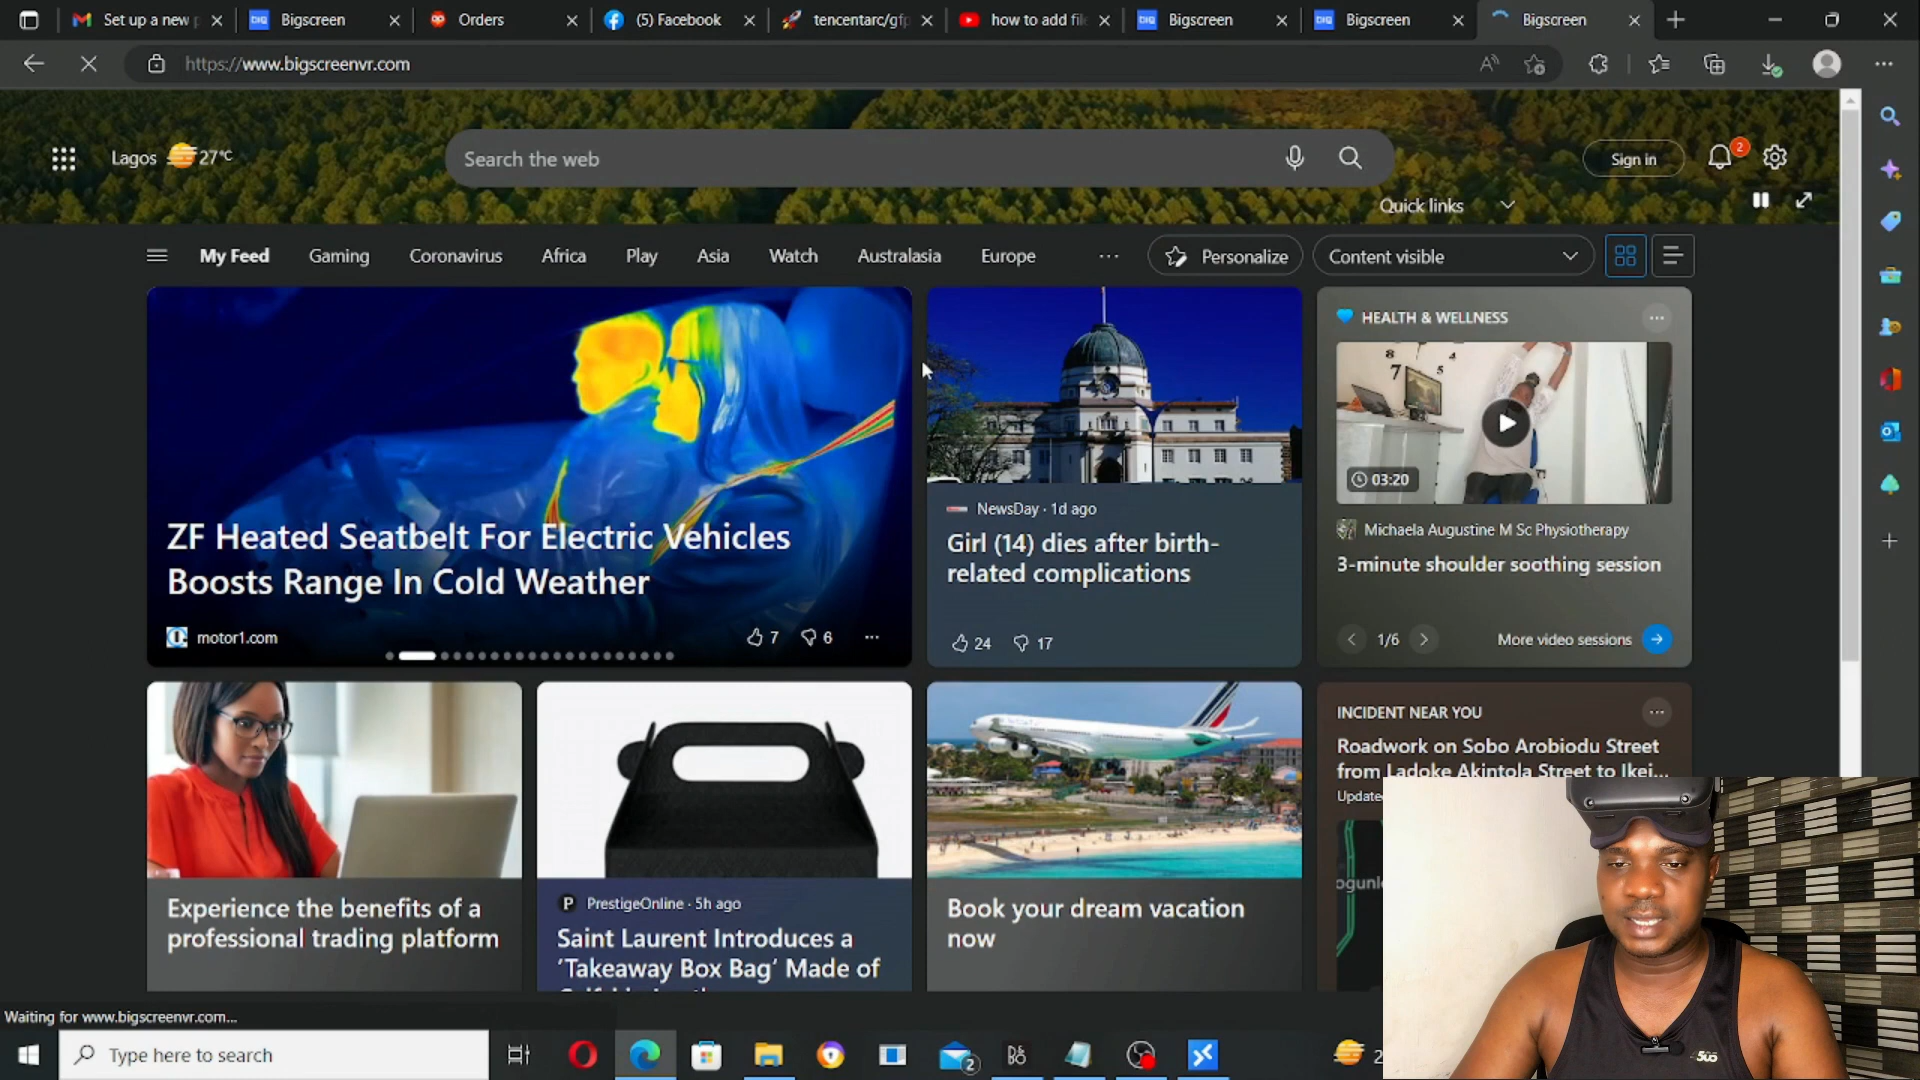 Set up a new p
Bigscreen
Orders
(5) Facebook
tencentarc/gfp
how to add file
Bigscreen
Bigscreen
Bigscreen
https://www.bigscreenvr.com
Lagos 27°C
Search the web
Sign in
2
Quick links
My Feed Gaming Coronavirus Africa Play Asia Watch Australasia Europe
Personalize
Content visible
ZF Heated Seatbelt For Electric Vehicles
Boosts Range In Cold Weather
motor1.com
7 6
NewsDay · 1d ago
Girl (14) dies after birth-
related complications
24 17
HEALTH & WELLNESS
03:20
Michaela Augustine M Sc Physiotherapy
3-minute shoulder soothing session
1/6
More video sessions
Experience the benefits of a
professional trading platform
PrestigeOnline · 5h ago
Saint Laurent Introduces a
'Takeaway Box Bag' Made of
Book your dream vacation
now
INCIDENT NEAR YOU
Roadwork on Sobo Arobiodu Street
from Ladoke Akintola Street to Ikej...
Waiting for www.bigscreenvr.com...
Type here to search
2